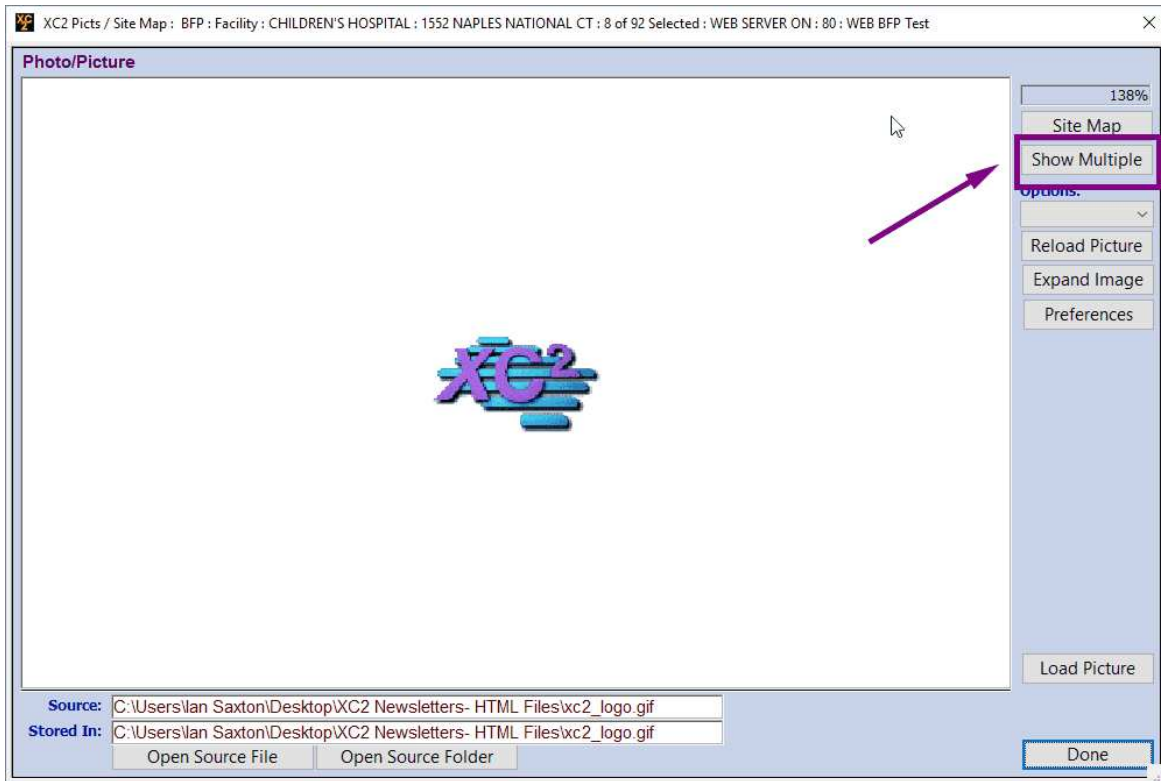 XC2 Picts / Site Map : BFP : Facility : CHILDREN'S HOSPITAL : 1552 NAPLES NATIONAL CT : 8 of 92 Selected : WEB SERVER ON : 80 : WEB BFP Test
Photo/Picture
138%
Site Map
Show Multiple
Options:
Reload Picture
Expand Image
Preferences
XC2
Load Picture
Source: C:\Users\Ian Saxton\Desktop\XC2 Newsletters- HTML Files\xc2_logo.gif
Stored In: C:\Users\Ian Saxton\Desktop\XC2 Newsletters- HTML Files\xc2_logo.gif
Open Source File Open Source Folder
Done